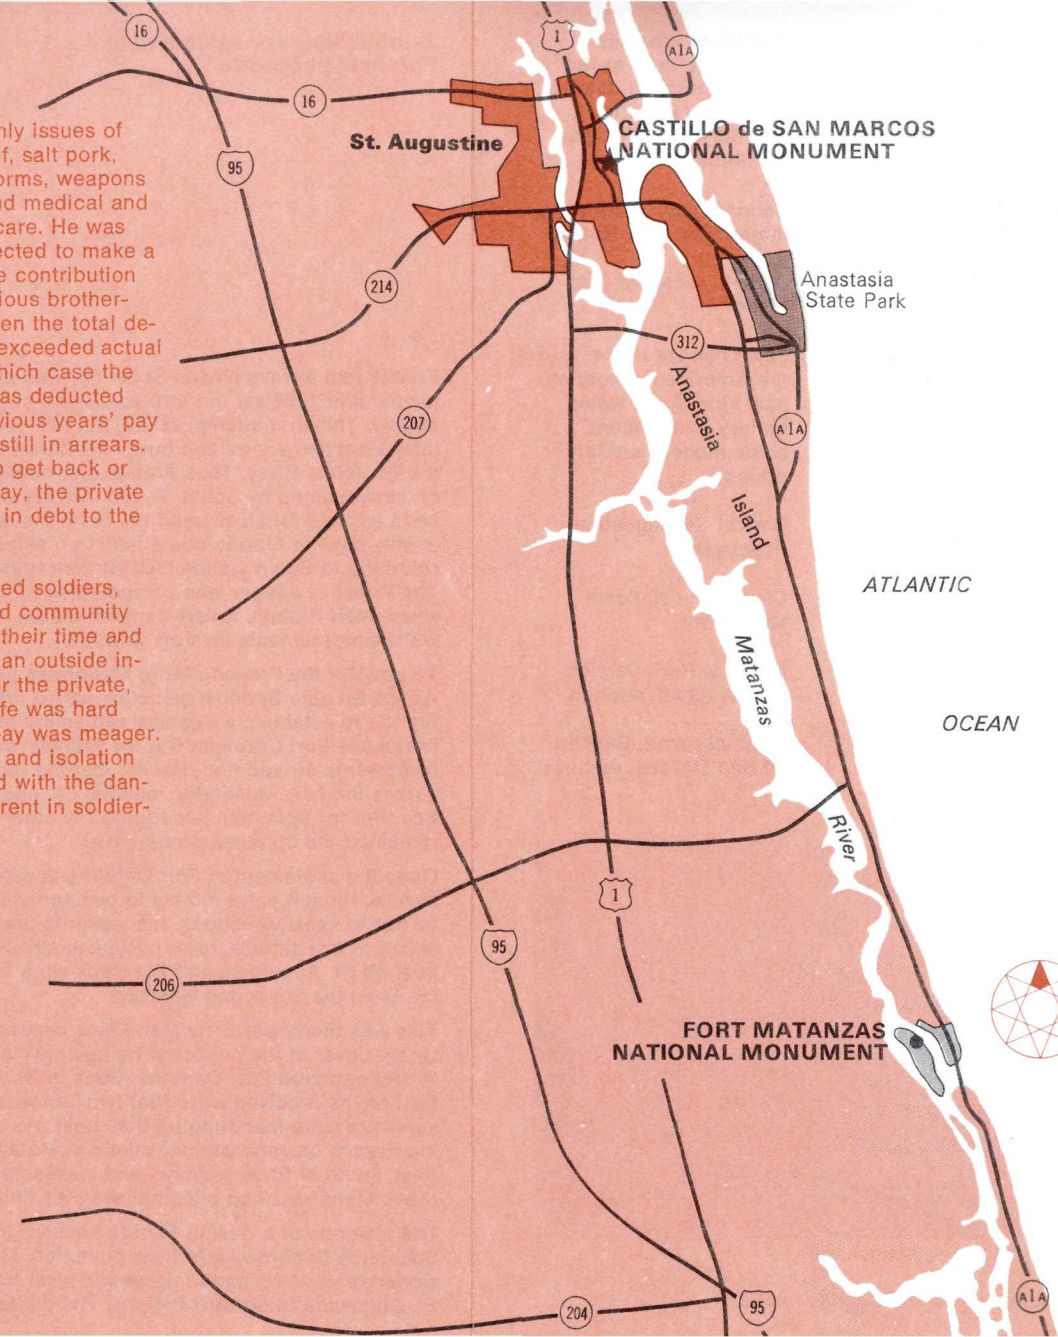 nly issues of
f, salt pork,
orms, weapons
nd medical and
care. He was
ected to make a
e contribution
ious brother-
en the total de-
exceeded actual
hich case the
as deducted
vious years' pay
still in arrears.
o get back or
ay, the private
in debt to the
ed soldiers,
d community
their time and
an outside in-
r the private,
fe was hard
ay was meager.
and isolation
d with the dan-
rent in soldier-
16
1
A1A
16
95
St. Augustine
CASTILLO de SAN MARCOS
NATIONAL MONUMENT
214
Anastasia
State Park
312
207
A1A
Anastasia
Island
ATLANTIC
OCEAN
Matanzas
River
1
95
206
FORT MATANZAS
NATIONAL MONUMENT
204
95
A1A